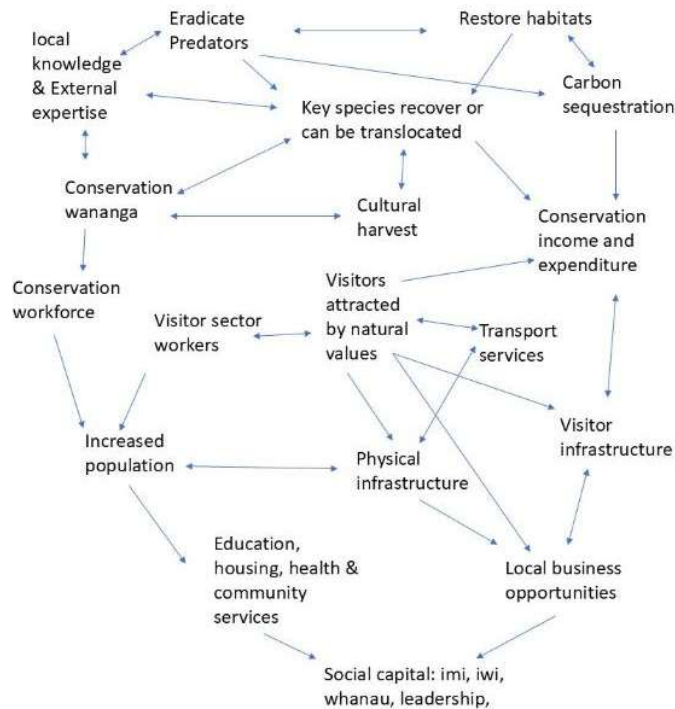 Eradicate
Predators
Restore habitats
local
knowledge
& External
expertise
Carbon
sequestration
Key species recover or
can be translocated
Conservation
wananga
Cultural
harvest
Conservation
income and
expenditure
Conservation
workforce
Visitor sector
workers
Visitors
attracted
by natural
values
Transport
services
Increased
population
Physical
infrastructure
Visitor
infrastructure
Education,
housing, health &
community
services
Local business
opportunities
Social capital: imi, iwi,
whanau, leadership,